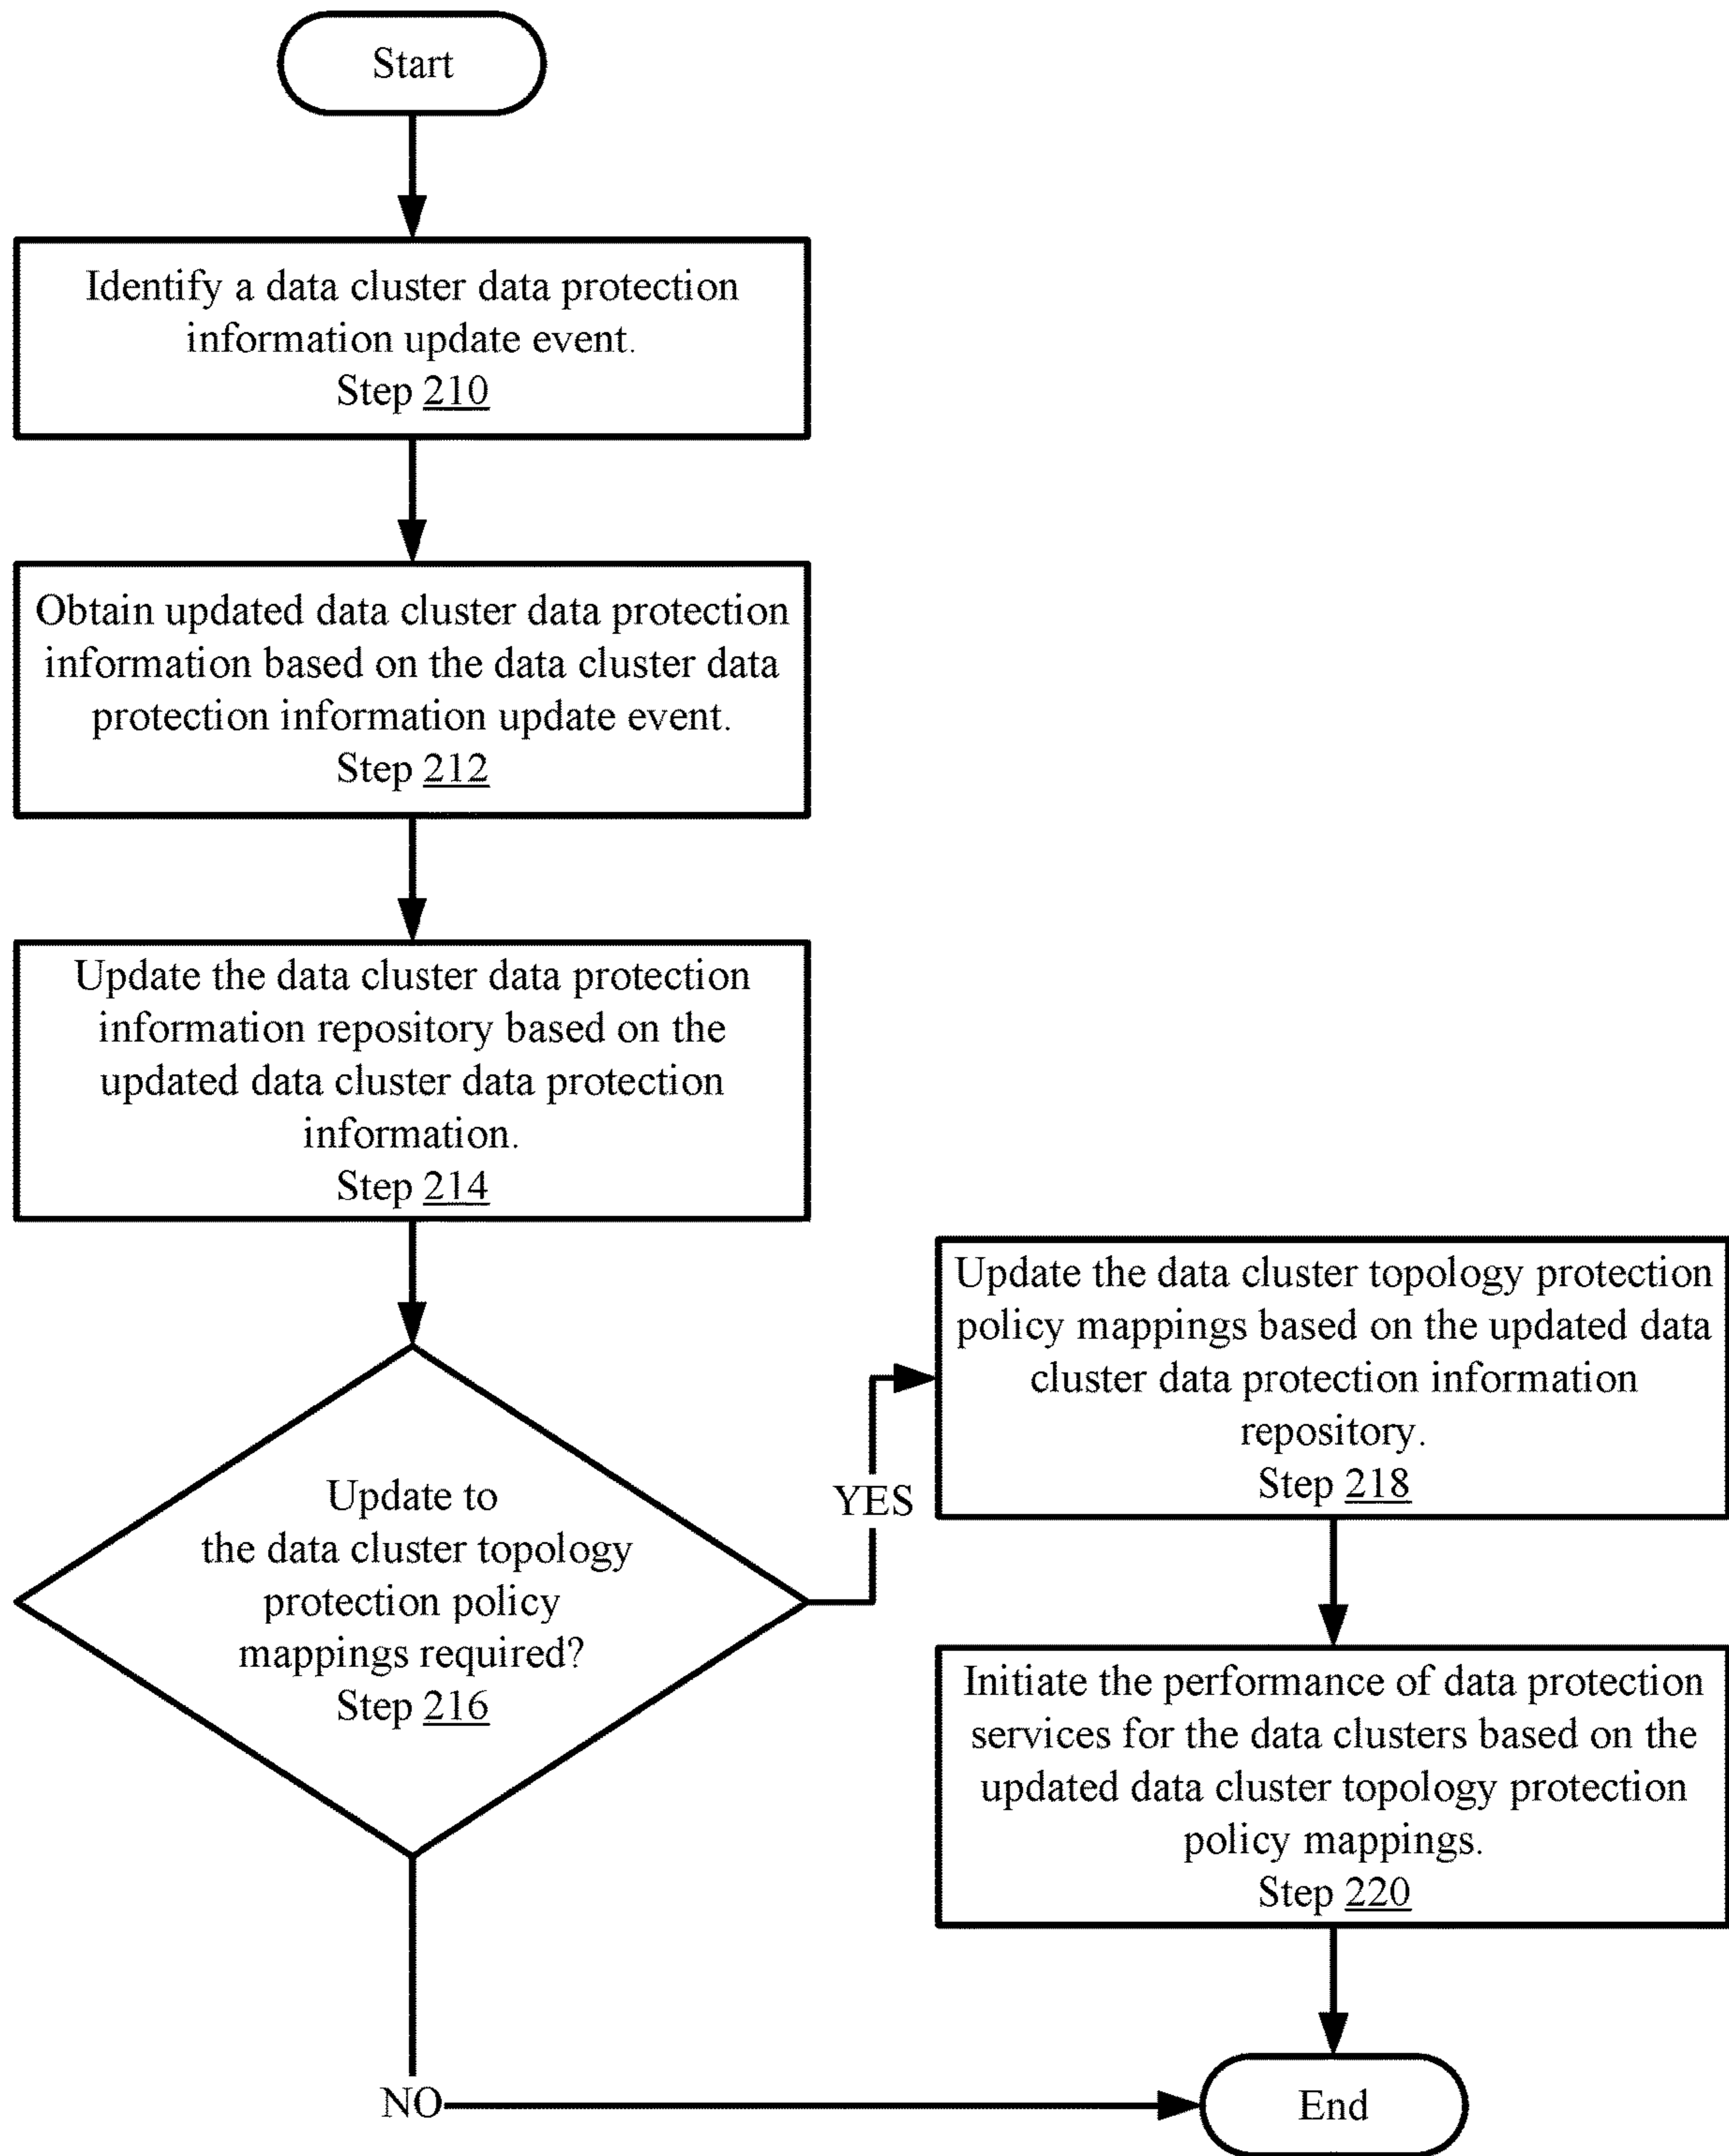 Start
Identify a data cluster data protection
information update event.
Step 210
Obtain updated data cluster data protection
information based on the data cluster data
protection information update event.
Step 212
Update the data cluster data protection
information repository based on the
updated data cluster data protection
information.
Step 214
Update to
the data cluster topology
protection policy
mappings required?
Step 216
YES
Update the data cluster topology protection
policy mappings based on the updated data
cluster data protection information
repository.
Step 218
Initiate the performance of data protection
services for the data clusters based on the
updated data cluster topology protection
policy mappings.
Step 220
NO
End